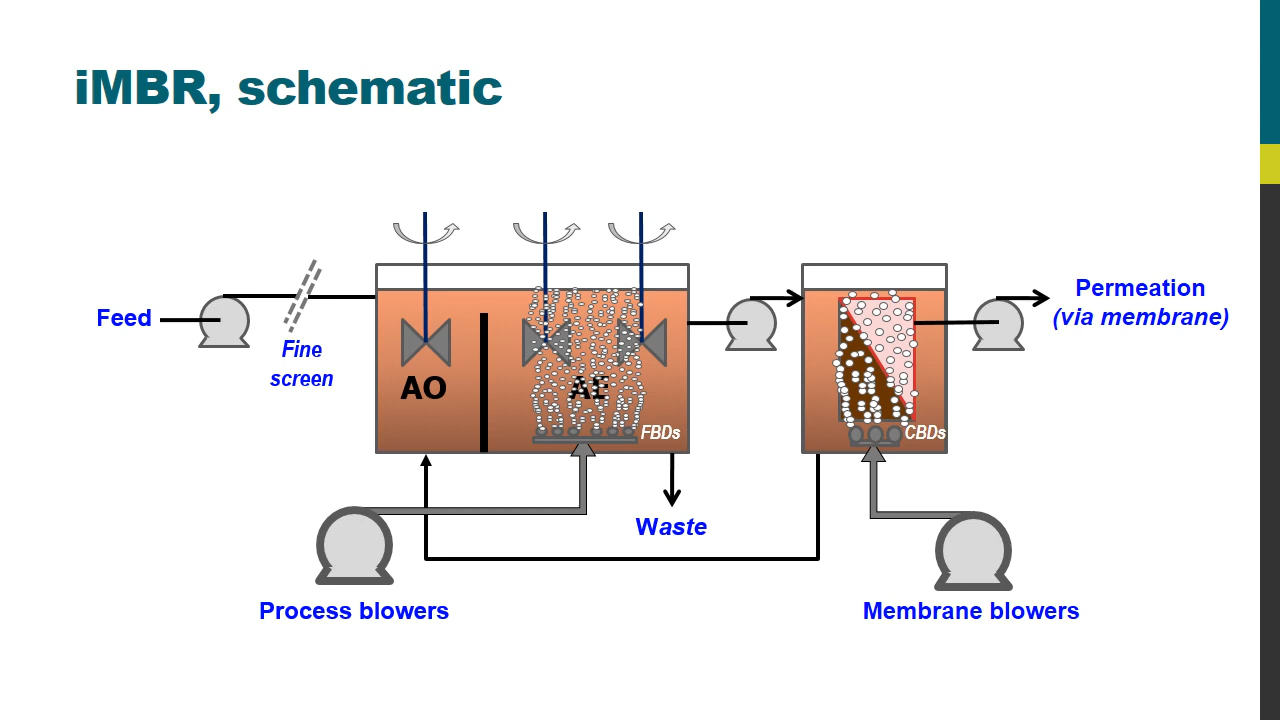 iMBR, schematic
Feed
Fine
screen
AO
AE
FBDs
CBDs
Permeation
(via membrane)
Waste
Process blowers
Membrane blowers